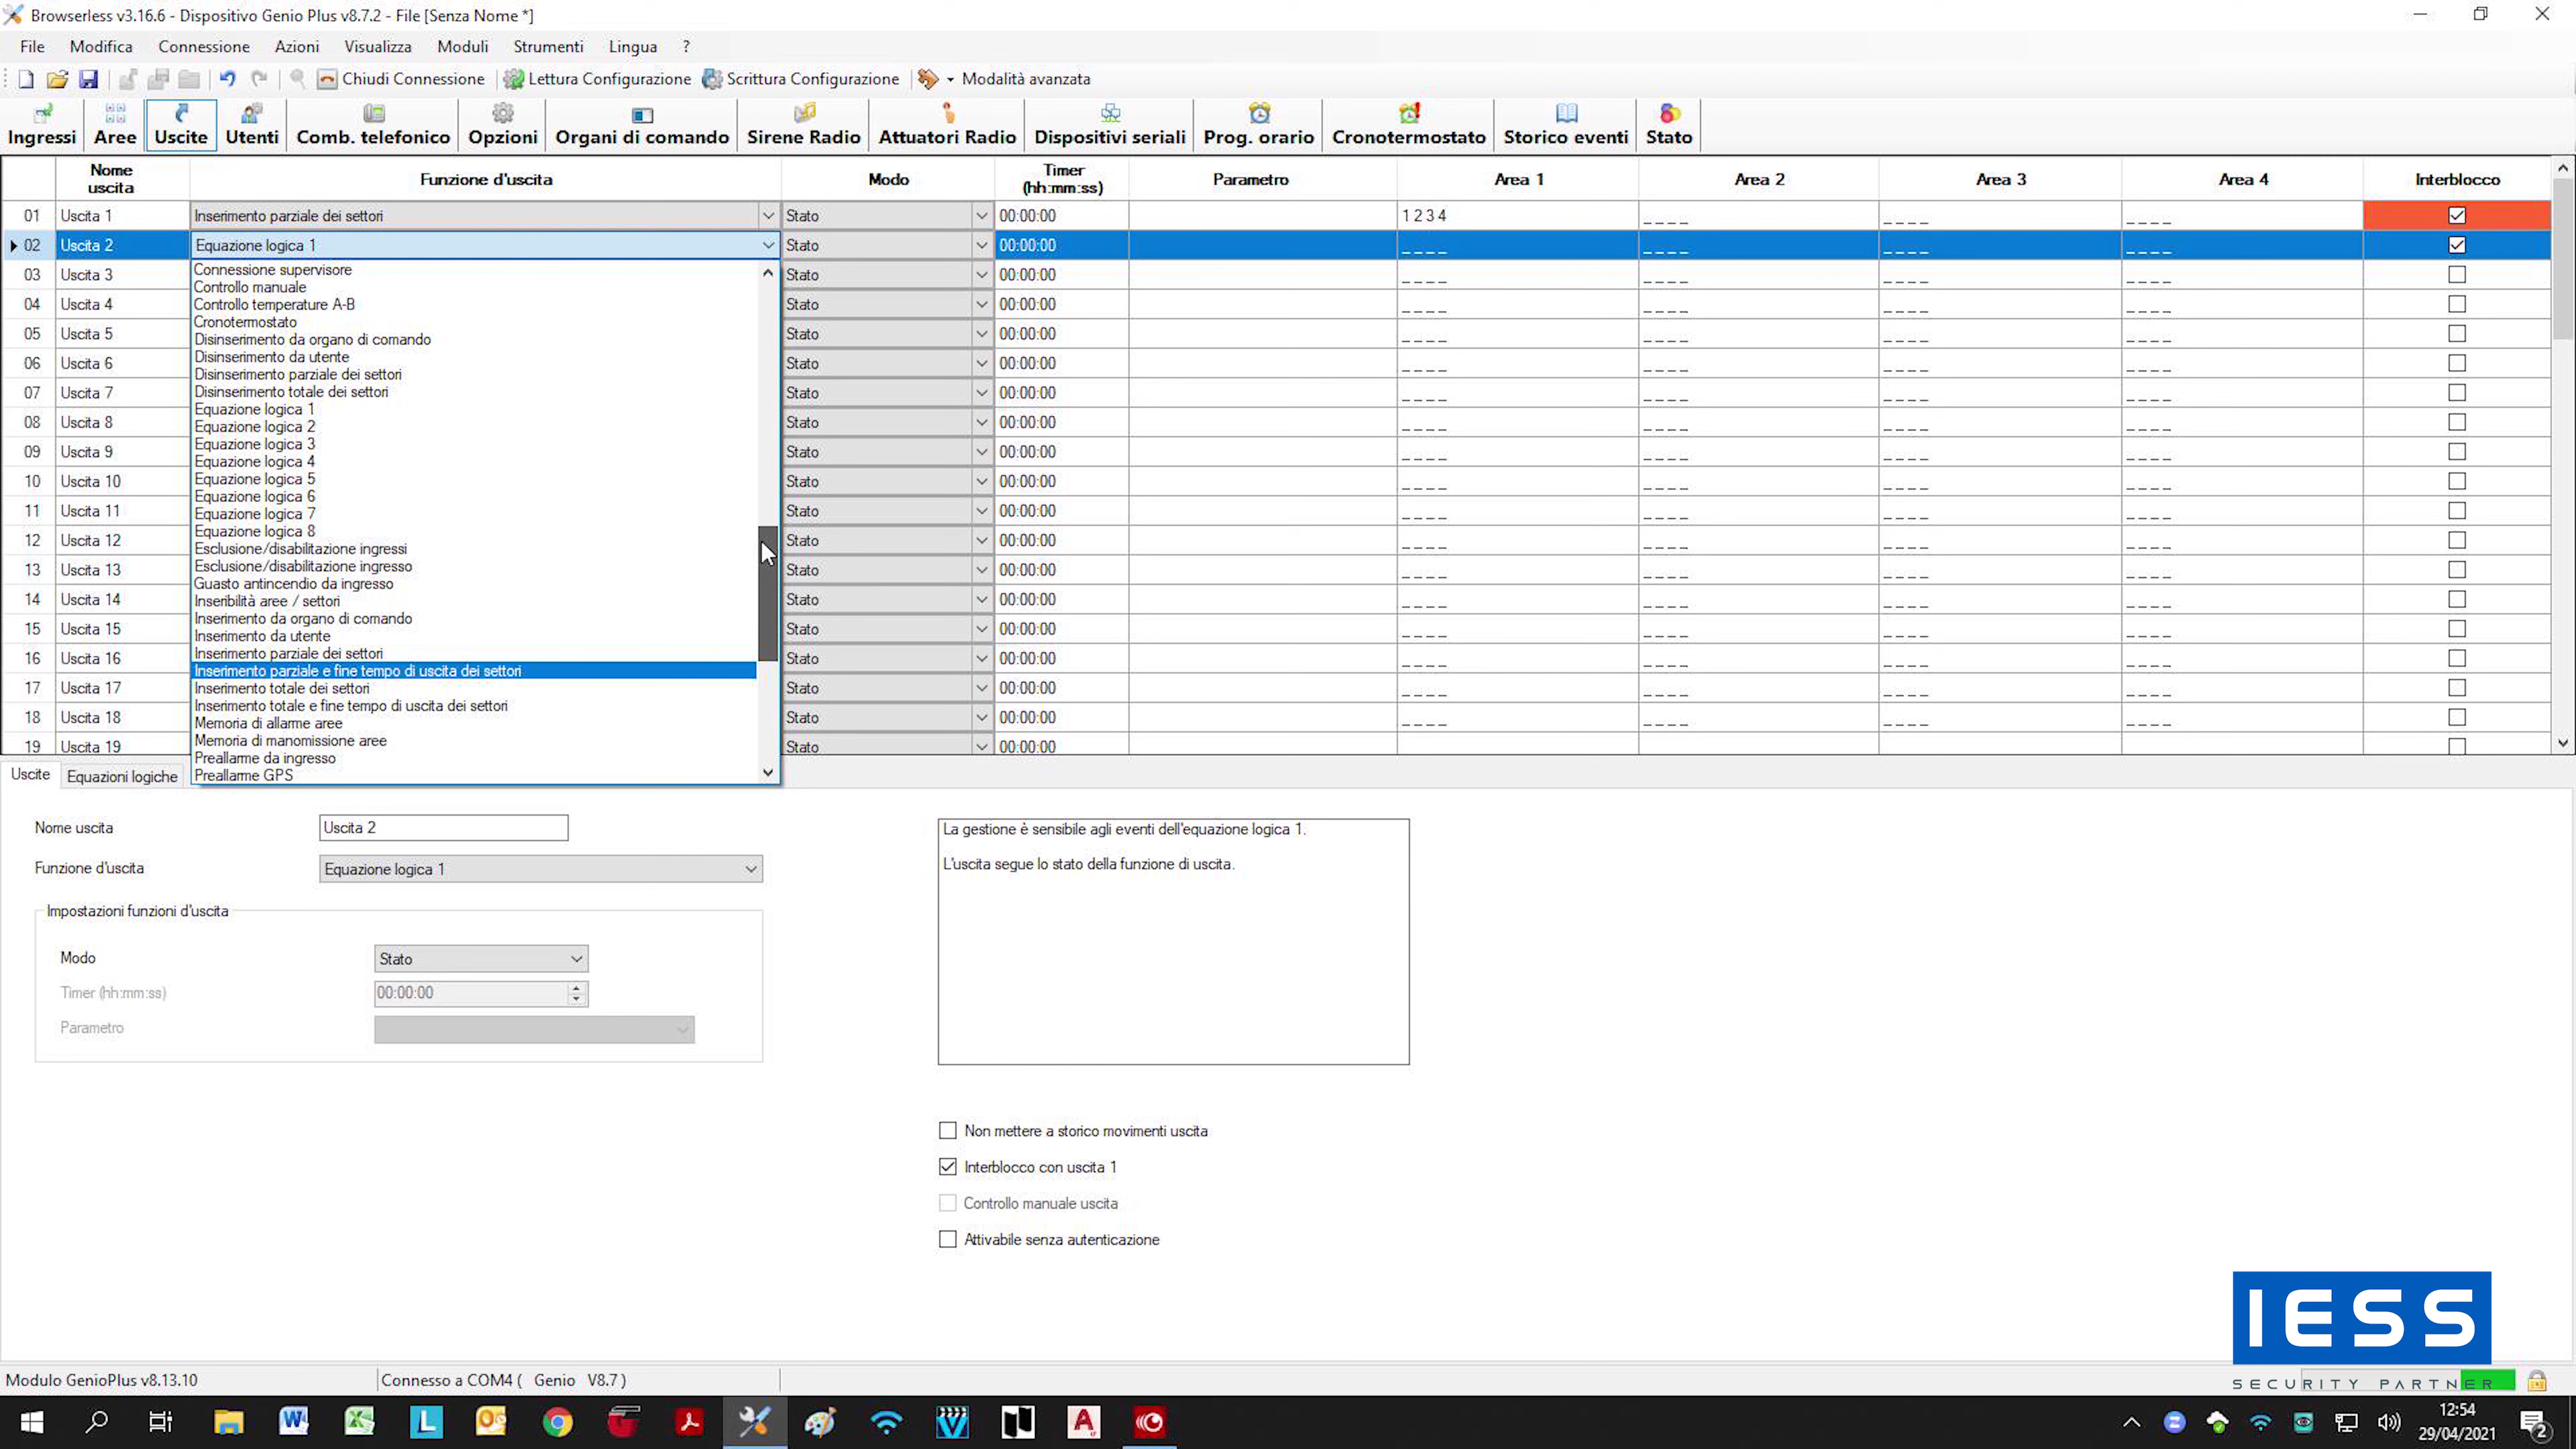 Browserless v3.16.6 - Dispositivo Genio Plus v8.7.2 - File [Senza Nome *]
File Modifica Connessione Azioni Visualizza Moduli Strumenti Lingua ?
Chiudi Connessione Lettura Configurazione Scrittura Configurazione Modalità avanzata
Ingressi Aree Uscite Utenti Comb. telefonico Opzioni Organi di comando Sirene Radio Attuatori Radio Dispositivi seriali Prog. orario Cronotermostato Storico eventi Stato
Nome uscita Funzione d'uscita Modo Timer (hh:mm:ss) Parametro Area 1 Area 2 Area 3 Area 4 Interblocco
01 Uscita 1 Inserimento parziale dei settori Stato 00:00:00 1 2 3 4 _ _ _ _ _ _ _ _ _ _ _ _
02 Uscita 2 Equazione logica 1 Stato 00:00:00 _ _ _ _ _ _ _ _ _ _ _ _ _ _ _ _
03 Uscita 3 Stato 00:00:00 _ _ _ _ _ _ _ _ _ _ _ _ _ _ _ _
04 Uscita 4 Stato 00:00:00 _ _ _ _ _ _ _ _ _ _ _ _ _ _ _ _
05 Uscita 5 Stato 00:00:00 _ _ _ _ _ _ _ _ _ _ _ _ _ _ _ _
06 Uscita 6 Stato 00:00:00 _ _ _ _ _ _ _ _ _ _ _ _ _ _ _ _
07 Uscita 7 Stato 00:00:00 _ _ _ _ _ _ _ _ _ _ _ _ _ _ _ _
08 Uscita 8 Stato 00:00:00 _ _ _ _ _ _ _ _ _ _ _ _ _ _ _ _
09 Uscita 9 Stato 00:00:00 _ _ _ _ _ _ _ _ _ _ _ _ _ _ _ _
10 Uscita 10 Stato 00:00:00 _ _ _ _ _ _ _ _ _ _ _ _ _ _ _ _
11 Uscita 11 Stato 00:00:00 _ _ _ _ _ _ _ _ _ _ _ _ _ _ _ _
12 Uscita 12 Stato 00:00:00 _ _ _ _ _ _ _ _ _ _ _ _ _ _ _ _
13 Uscita 13 Stato 00:00:00 _ _ _ _ _ _ _ _ _ _ _ _ _ _ _ _
14 Uscita 14 Stato 00:00:00 _ _ _ _ _ _ _ _ _ _ _ _ _ _ _ _
15 Uscita 15 Stato 00:00:00 _ _ _ _ _ _ _ _ _ _ _ _ _ _ _ _
16 Uscita 16 Stato 00:00:00 _ _ _ _ _ _ _ _ _ _ _ _ _ _ _ _
17 Uscita 17 Stato 00:00:00 _ _ _ _ _ _ _ _ _ _ _ _ _ _ _ _
18 Uscita 18 Stato 00:00:00 _ _ _ _ _ _ _ _ _ _ _ _ _ _ _ _
19 Uscita 19 Stato 00:00:00
Connessione supervisore
Controllo manuale
Controllo temperature A-B
Cronotermostato
Disinserimento da organo di comando
Disinserimento da utente
Disinserimento parziale dei settori
Disinserimento totale dei settori
Equazione logica 1
Equazione logica 2
Equazione logica 3
Equazione logica 4
Equazione logica 5
Equazione logica 6
Equazione logica 7
Equazione logica 8
Esclusione/disabilitazione ingressi
Esclusione/disabilitazione ingresso
Guasto antincendio da ingresso
Inseribilità aree / settori
Inserimento da organo di comando
Inserimento da utente
Inserimento parziale dei settori
Inserimento parziale e fine tempo di uscita dei settori
Inserimento totale dei settori
Inserimento totale e fine tempo di uscita dei settori
Memoria di allarme aree
Memoria di manomissione aree
Preallame da ingresso
Preallame GPS
Uscite Equazioni logiche
Nome uscita Uscita 2
Funzione d'uscita Equazione logica 1
Impostazioni funzioni d'uscita
Modo Stato
Timer (hh:mm:ss) 00:00:00
Parametro
La gestione è sensibile agli eventi dell'equazione logica 1.
L'uscita segue lo stato della funzione di uscita.
Non mettere a storico movimenti uscita
Interblocco con uscita 1
Controllo manuale uscita
Attivabile senza autenticazione
IESS
SECURITY PARTNER
Modulo GenioPlus v8.13.10 Connesso a COM4 ( Genio V8.7 )
12:54
29/04/2021
2